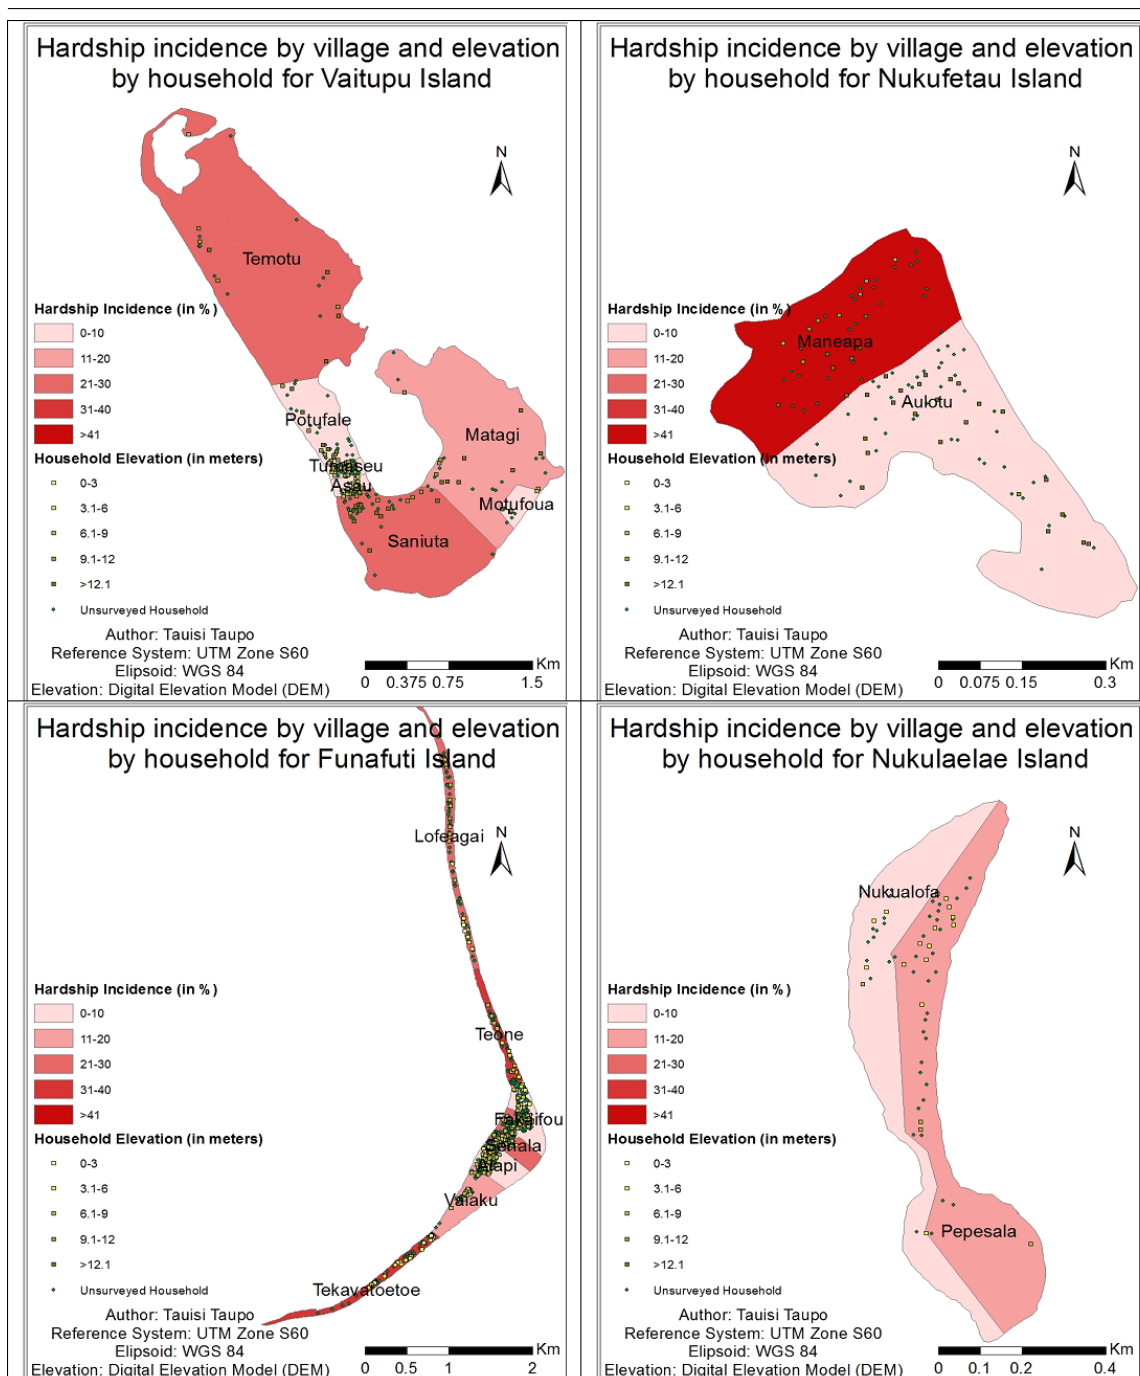 Hardship incidence by village and elevation
by household for Vaitupu Island
N
Temotu
Hardship Incidence (in %)
0-10
11-20
21-30
31-40
>41
Potufale
Matagi
Tumaseu
Asau
Motufoua
Saniuta
Household Elevation (in meters)
0-3
3.1-6
6.1-9
9.1-12
>12.1
Unsurveyed Household
Author: Tauisi Taupo
Reference System: UTM Zone S60
Elipsoid: WGS 84
Elevation: Digital Elevation Model (DEM)
Km
0 0.375 0.75 1.5
Hardship incidence by village and elevation
by household for Nukufetau Island
N
Hardship Incidence (in %)
0-10
11-20
21-30
31-40
>41
Maneapa
Aulotu
Household Elevation (in meters)
0-3
3.1-6
6.1-9
9.1-12
>12.1
Unsurveyed Household
Author: Tauisi Taupo
Reference System: UTM Zone S60
Elipsoid: WGS 84
Elevation: Digital Elevation Model (DEM)
Km
0 0.075 0.15 0.3
Hardship incidence by village and elevation
by household for Funafuti Island
Lofeagai
N
Hardship Incidence (in %)
0-10
11-20
21-30
31-40
>41
Teone
Fakaifou
Senala
Alapi
Vaiaku
Tekavatoetoe
Household Elevation (in meters)
0-3
3.1-6
6.1-9
9.1-12
>12.1
Unsurveyed Household
Author: Tauisi Taupo
Reference System: UTM Zone S60
Elipsoid: WGS 84
Elevation: Digital Elevation Model (DEM)
Km
0 0.5 1 2
Hardship incidence by village and elevation
by household for Nukulaelae Island
N
Nukualofa
Hardship Incidence (in %)
0-10
11-20
21-30
31-40
>41
Household Elevation (in meters)
0-3
3.1-6
6.1-9
9.1-12
>12.1
Unsurveyed Household
Pepesala
Author: Tauisi Taupo
Reference System: UTM Zone S60
Elipsoid: WGS 84
Elevation: Digital Elevation Model (DEM)
Km
0 0.1 0.2 0.4